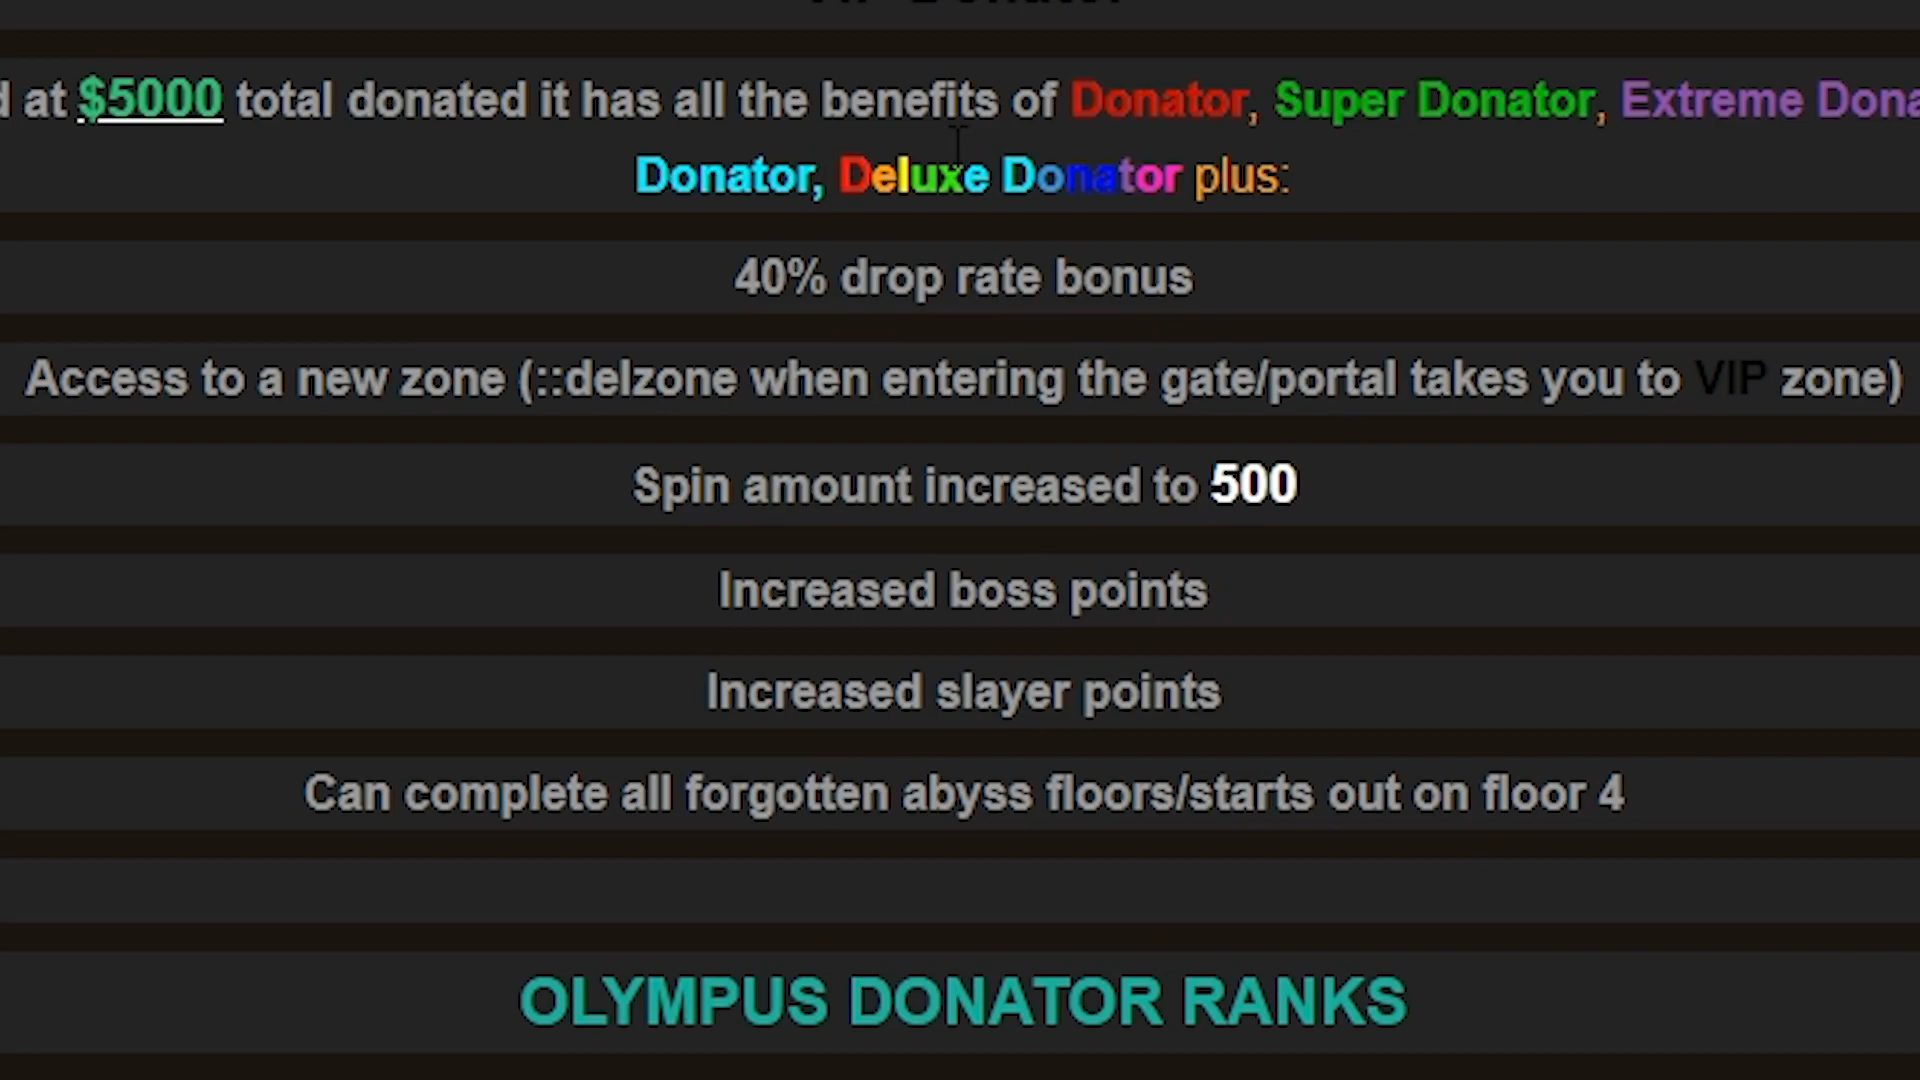 at $5000 total donated it has all the benefits of Donator, Super Donator, Extreme
Donator, Deluxe Donator plus:
40% drop rate bonus
Access to a new zone (::delzone when entering the gate/portal takes you to VIP zone)
Spin amount increased to 500
Increased boss points
Increased slayer points
Can complete all forgotten abyss floors/starts out on floor 4
OLYMPUS DONATOR RANKS